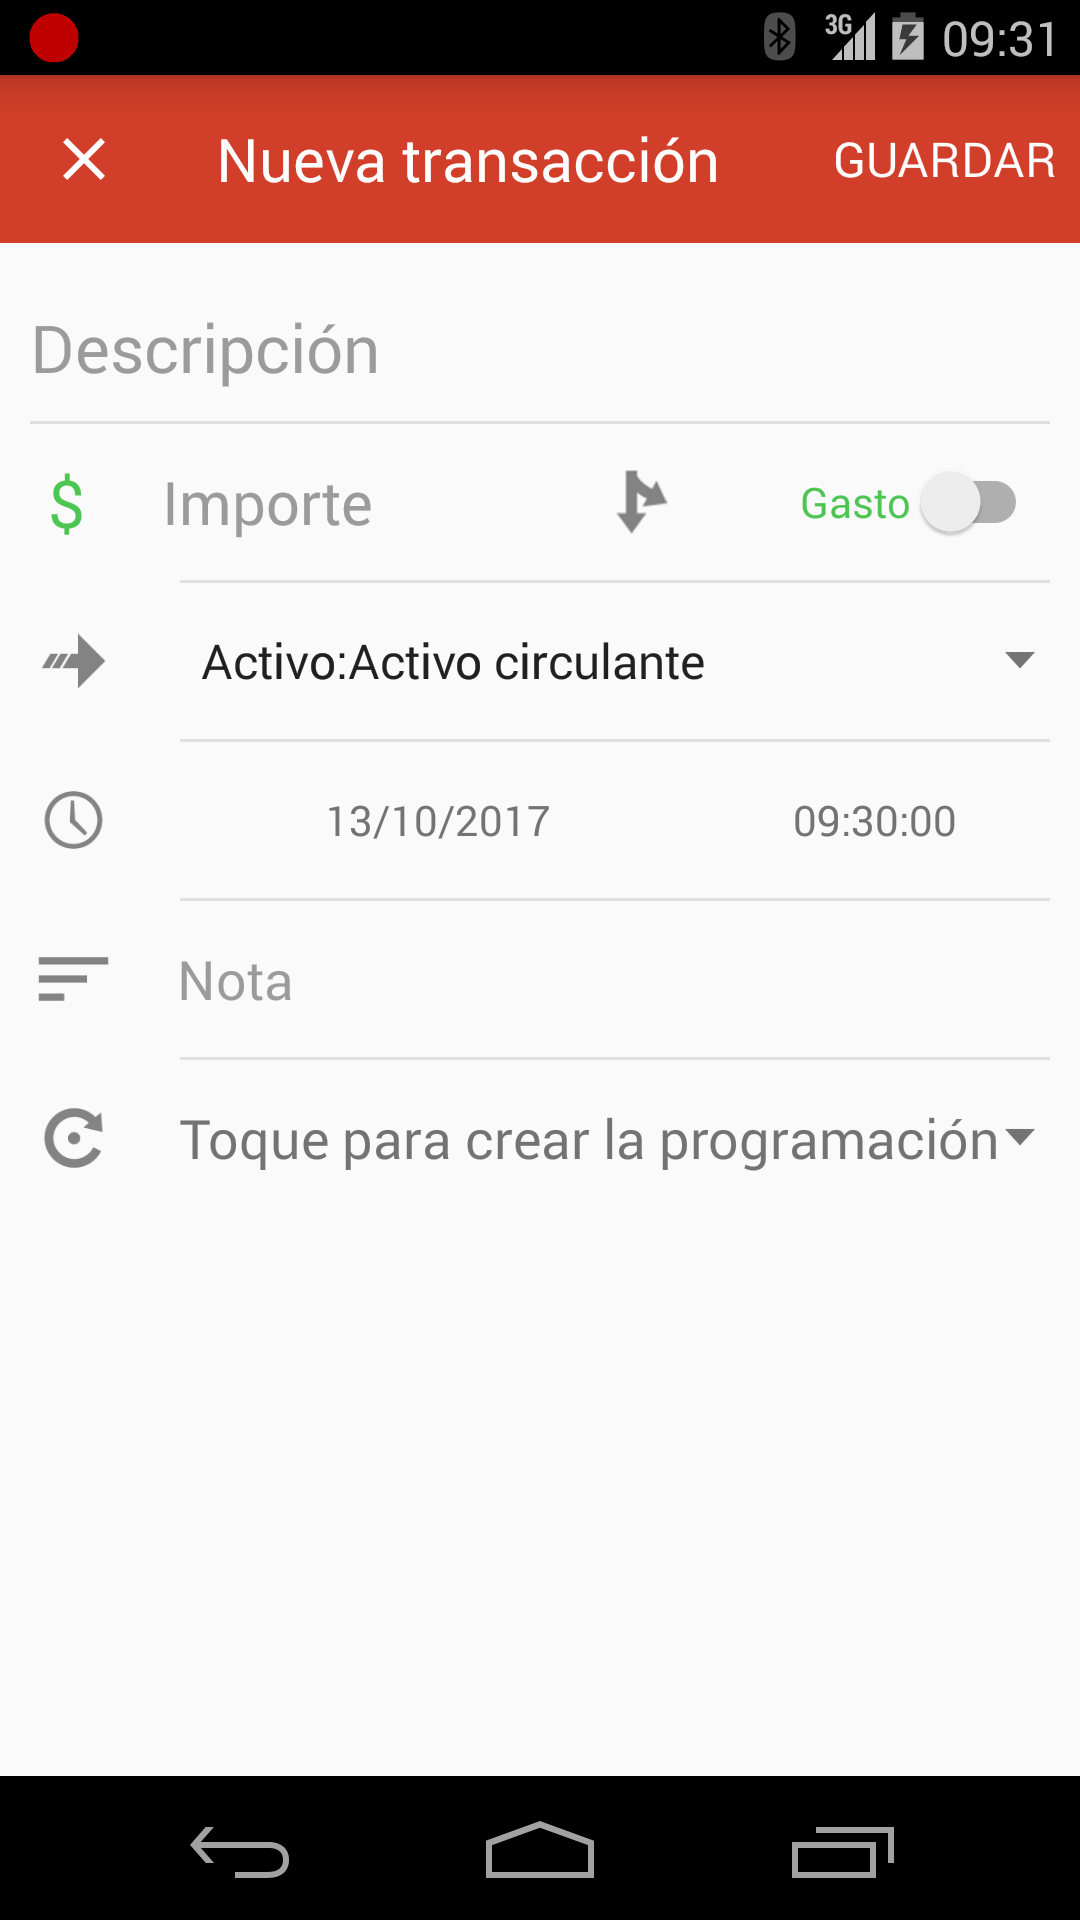 3G 09:31
Nueva transacción GUARDAR
Descripción
$ Importe Gasto
Activo:Activo circulante
13/10/2017 09:30:00
Nota
Toque para crear la programación